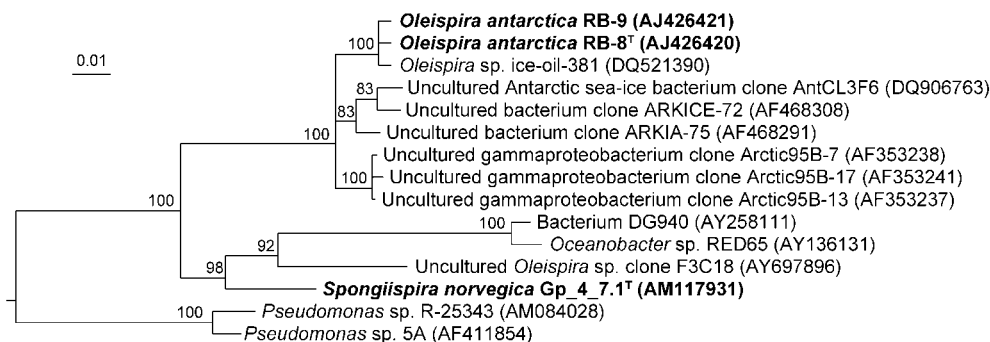 Oleispira antarctica RB-9 (AJ426421)
100
Oleispira antarctica RB-8ᵀ (AJ426420)
0.01
Oleispira sp. ice-oil-381 (DQ521390)
83
Uncultured Antarctic sea-ice bacterium clone AntCL3F6 (DQ906763)
83
Uncultured bacterium clone ARKICE-72 (AF468308)
100
Uncultured bacterium clone ARKIA-75 (AF468291)
Uncultured gammaproteobacterium clone Arctic95B-7 (AF353238)
100
Uncultured gammaproteobacterium clone Arctic95B-17 (AF353241)
Uncultured gammaproteobacterium clone Arctic95B-13 (AF353237)
100
100
Bacterium DG940 (AY258111)
92
Oceanobacter sp. RED65 (AY136131)
98
Uncultured Oleispira sp. clone F3C18 (AY697896)
Spongiispira norvegica Gp_4_7.1ᵀ (AM117931)
100
Pseudomonas sp. R-25343 (AM084028)
Pseudomonas sp. 5A (AF411854)